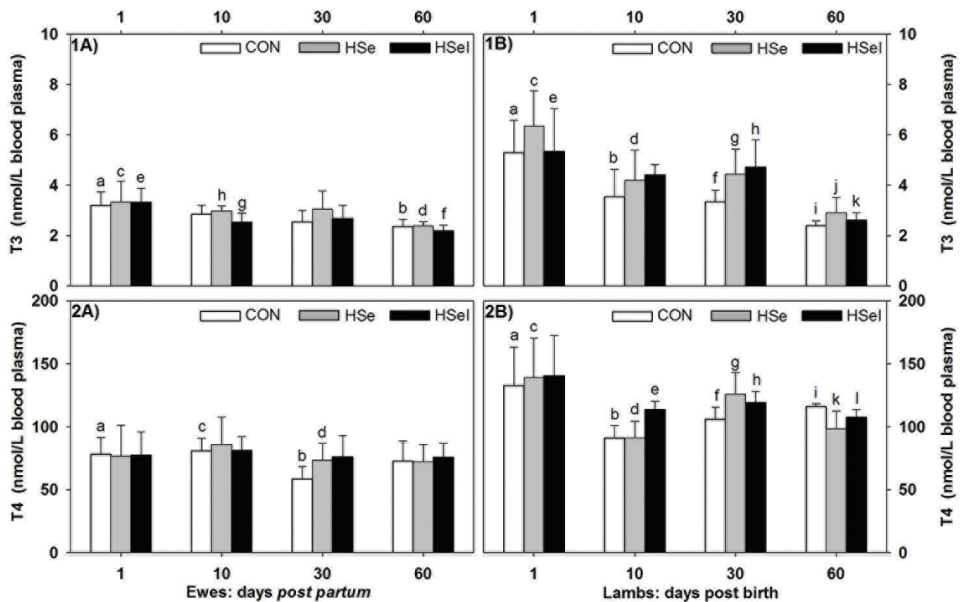 1 10 30 60 1 10 30 60
10 1A) CON HSe HSeI 1B) CON HSe HSeI 10
c
8 8
a e
6 6
h
d g
b
c
4 a e 4
f j
h
g b d f i k
2 2
0 0
T3 (nmol/L blood plasma)
T3 (nmol/L blood plasma)
200 2A) CON HSe HSeI 2B) CON HSe HSeI 200
a c
150 150
g
e h
i
f k l
c b d
100 a d 100
b
50 50
0 0
T4 (nmol/L blood plasma)
T4 (nmol/L blood plasma)
1 10 30 60 1 10 30 60
Ewes: days post partum Lambs: days post birth